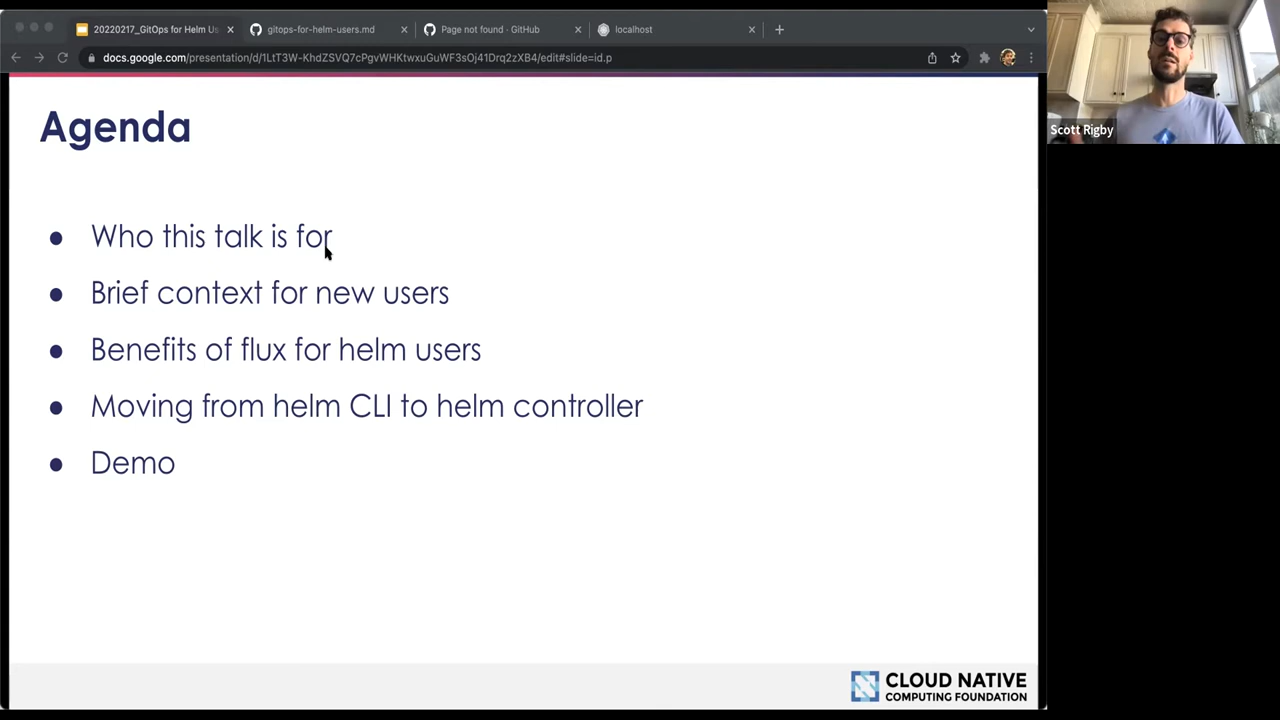 20220217_GitOps for Helm Us
gitops-for-helm-users.md
Page not found · GitHub
localhost
docs.google.com/presentation/d/1LtT3W-KhdZSVQ7cPgvWHKtwxuGuWF3sOj41Drq2zXB4/edit#slide=id.p
Scott Rigby
Agenda
● Who this talk is for
● Brief context for new users
● Benefits of flux for helm users
● Moving from helm CLI to helm controller
● Demo
CLOUD NATIVE
COMPUTING FOUNDATION